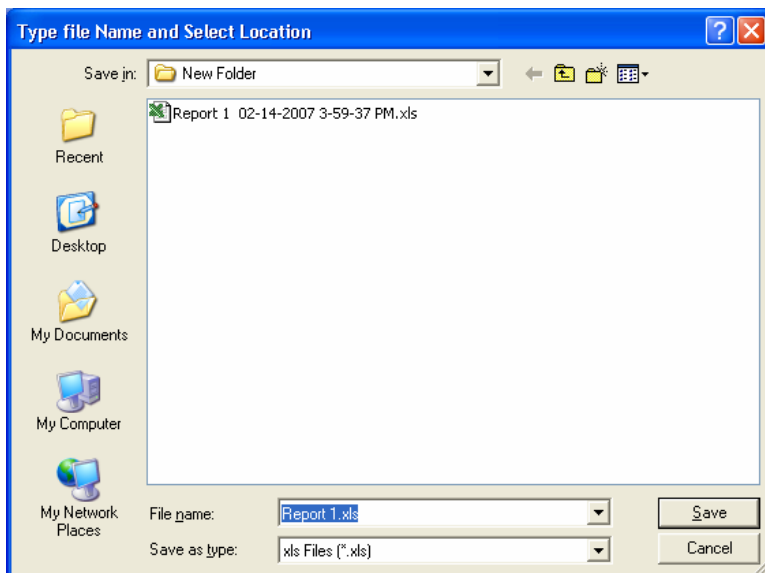 Type file Name and Select Location
Save in: New Folder
Report 1 02-14-2007 3-59-37 PM.xls
Recent
Desktop
My Documents
My Computer
My Network
Places
File name: Report 1.xls Save
Save as type: xls Files (*.xls) Cancel